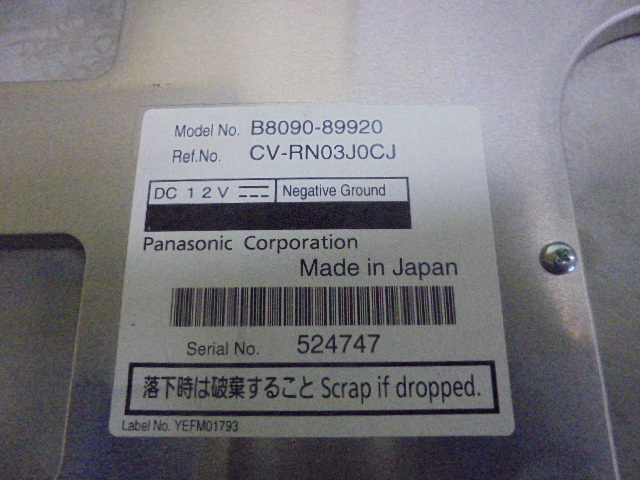 Model No. B8090-89920
Ref.No. CV-RN03J0CJ
DC 12V ⎓ Negative Ground
Panasonic Corporation
Made in Japan
Serial No. 524747
落下時は破棄すること Scrap if dropped.
Label No. YEFM01793